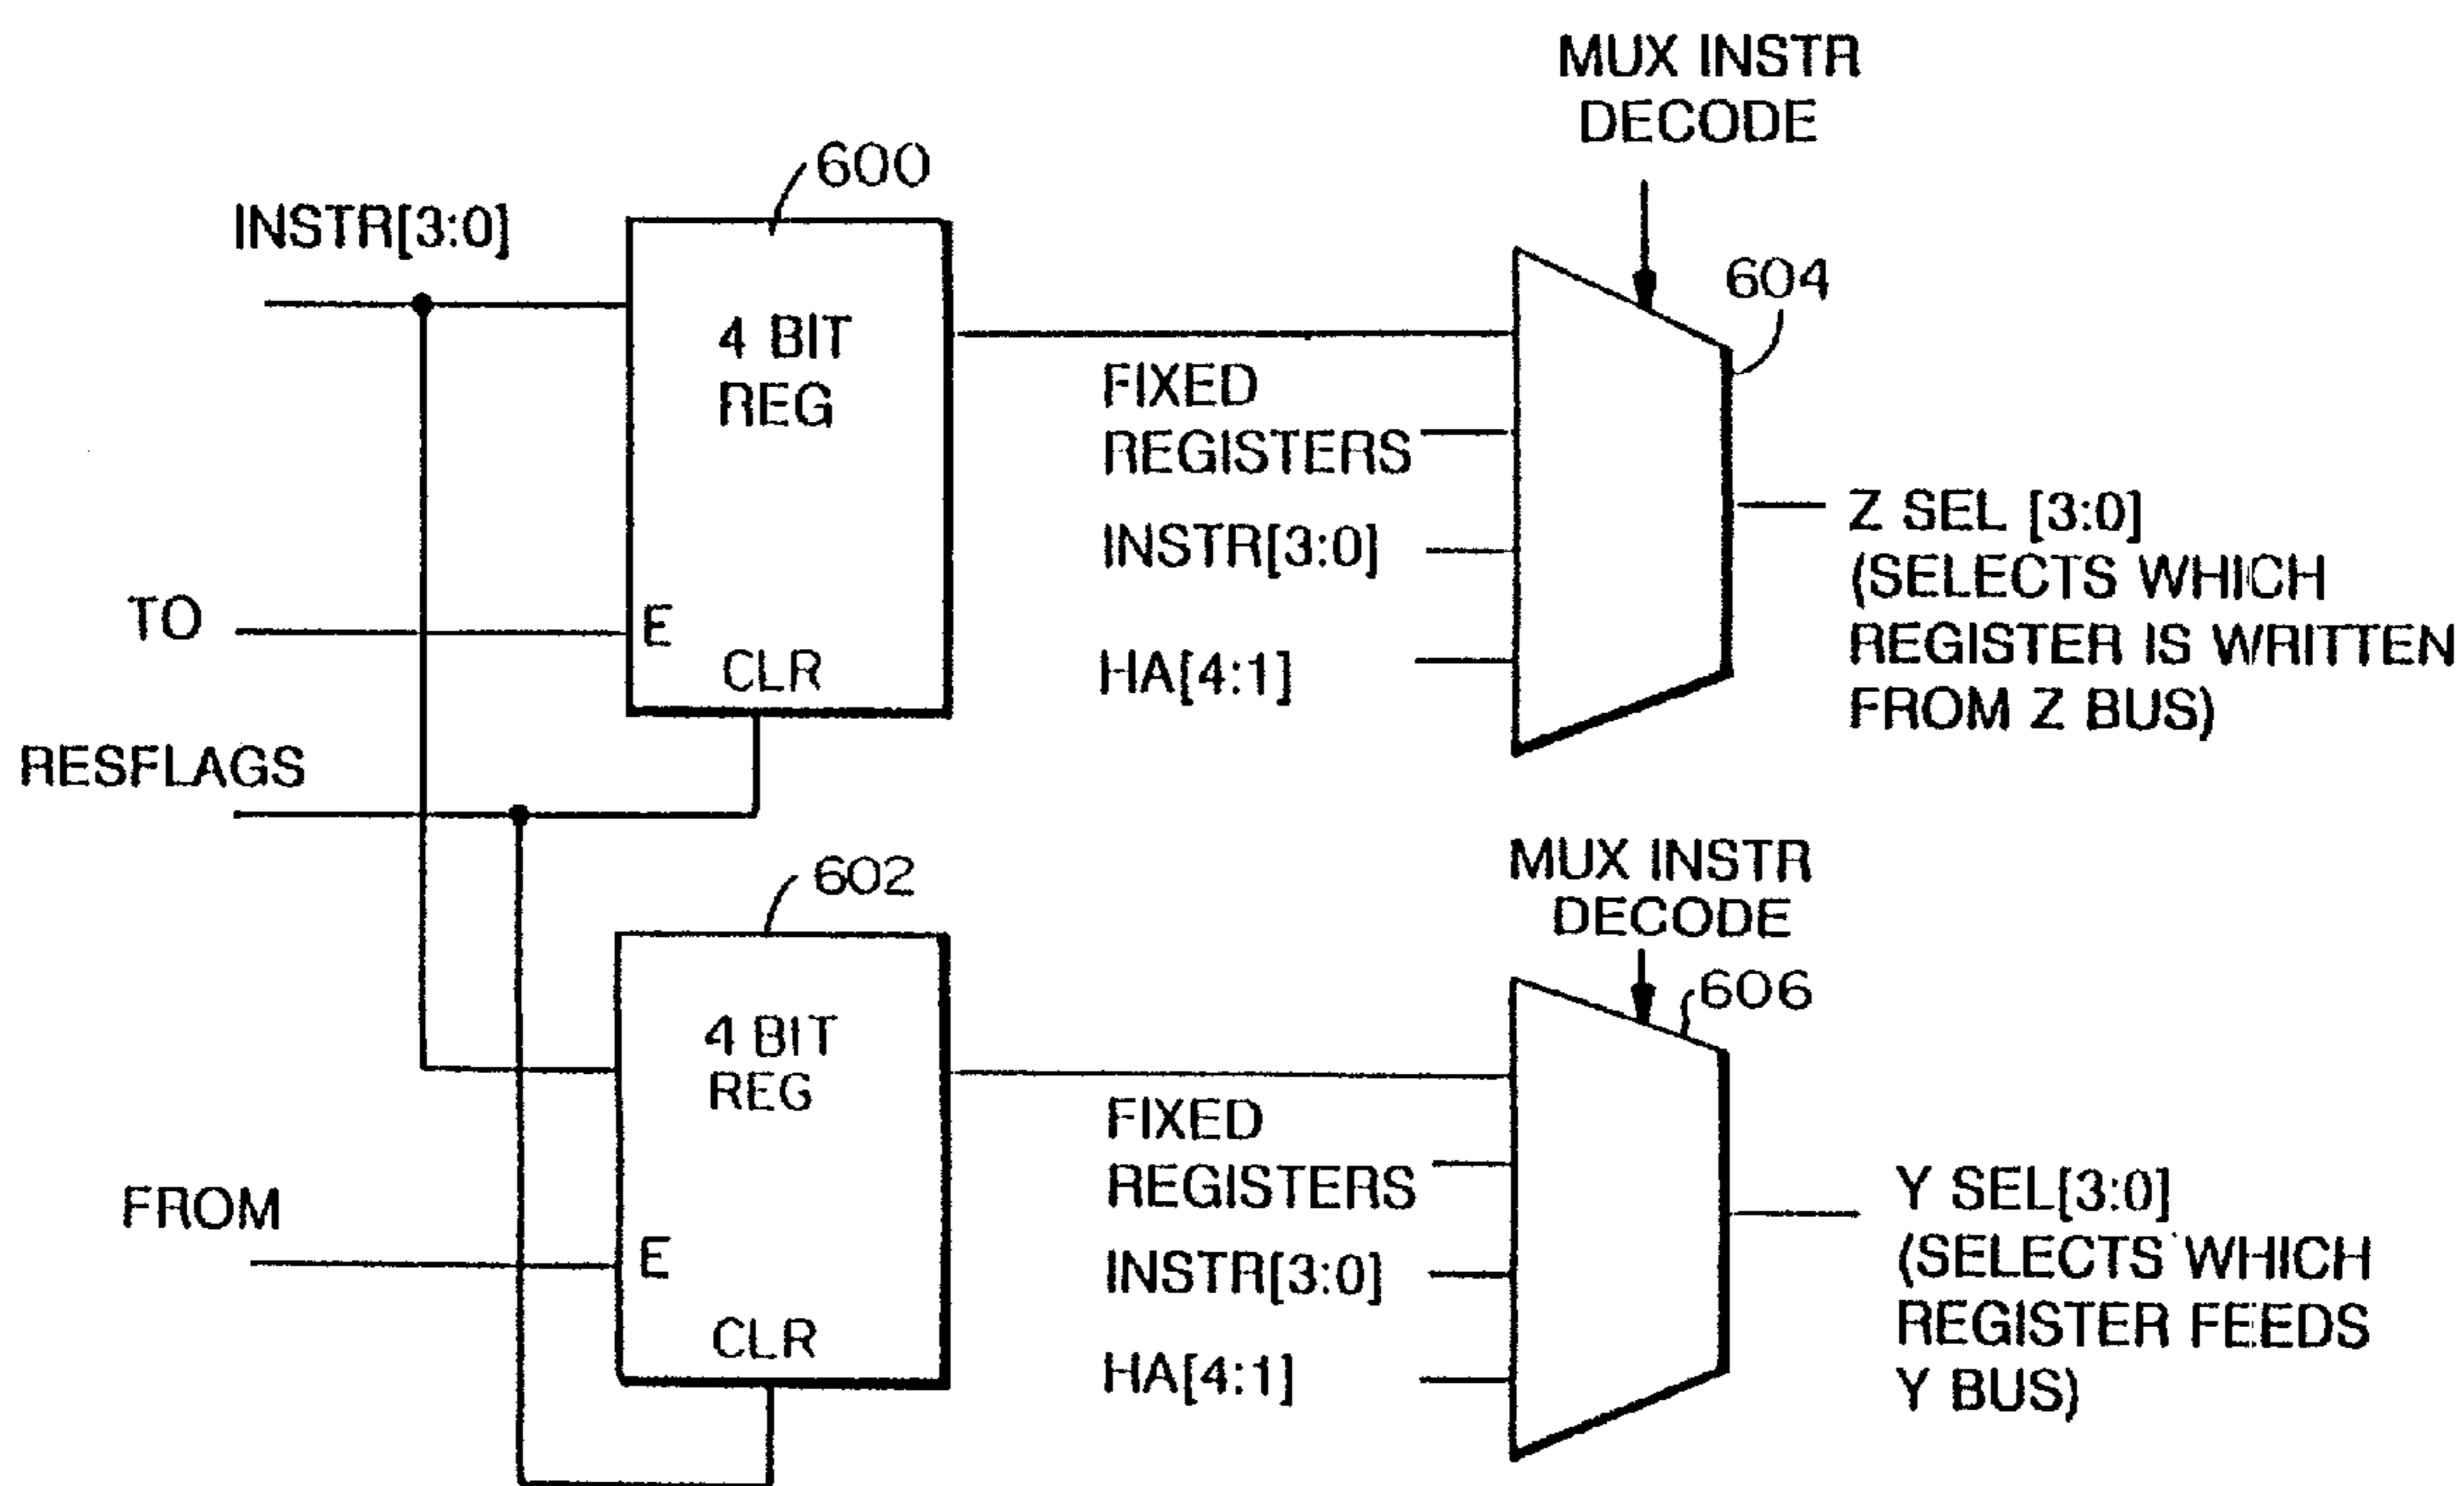 MUX INSTR
DECODE
600
INSTR[3:0]
604
4 BIT
REG
FIXED
REGISTERS
Z SEL [3:0]
INSTR[3:0]
(SELECTS WHICH
TO
E
REGISTER IS WRITTEN
CLR
HA[4:1]
FROM Z BUS)
RESFLAGS
602
MUX INSTR
DECODE
606
4 BIT
REG
FIXED
REGISTERS
Y SEL[3:0]
FROM
(SELECTS WHICH
E
INSTR[3:0]
REGISTER FEEDS
CLR
HA[4:1]
Y BUS)